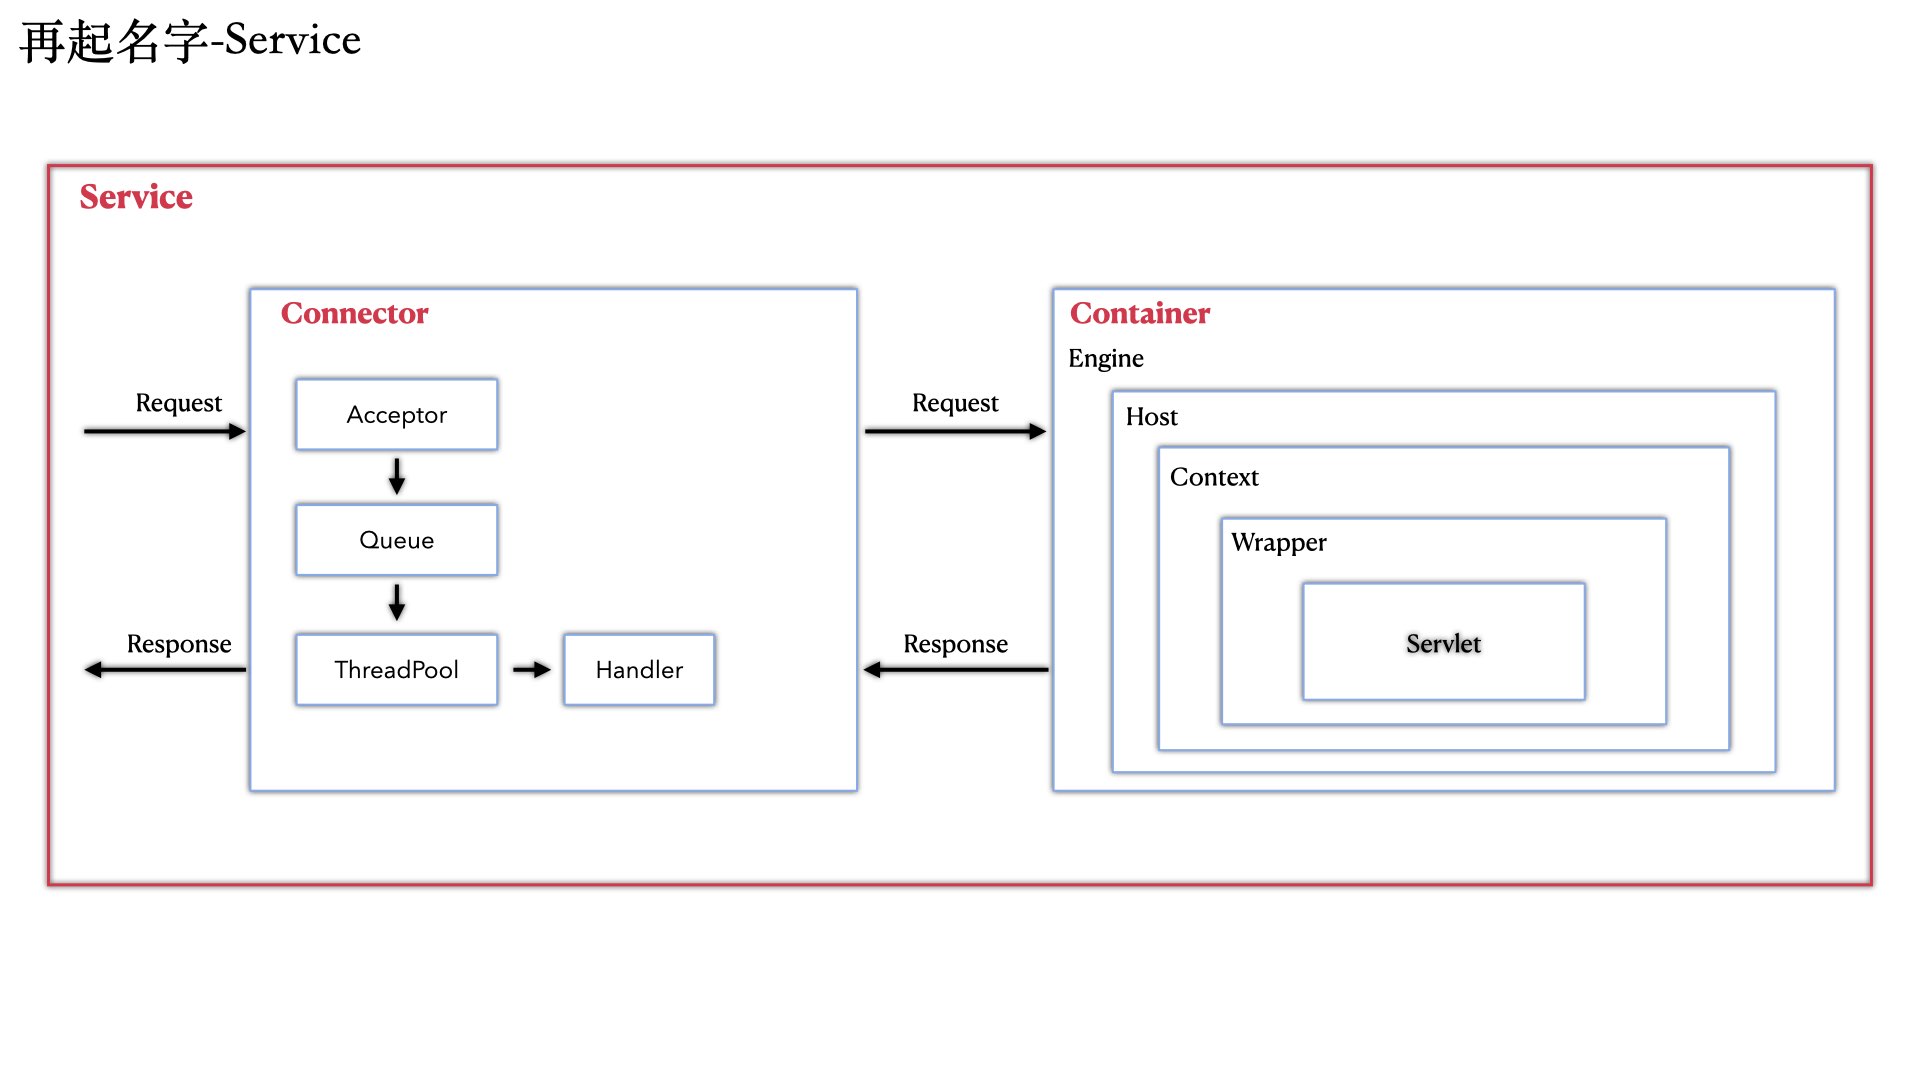 再起名字-Service
Service
Connector
Container
Engine
Request
Request
Acceptor
Host
Context
Queue
Wrapper
Response
Response
Servlet
ThreadPool
Handler